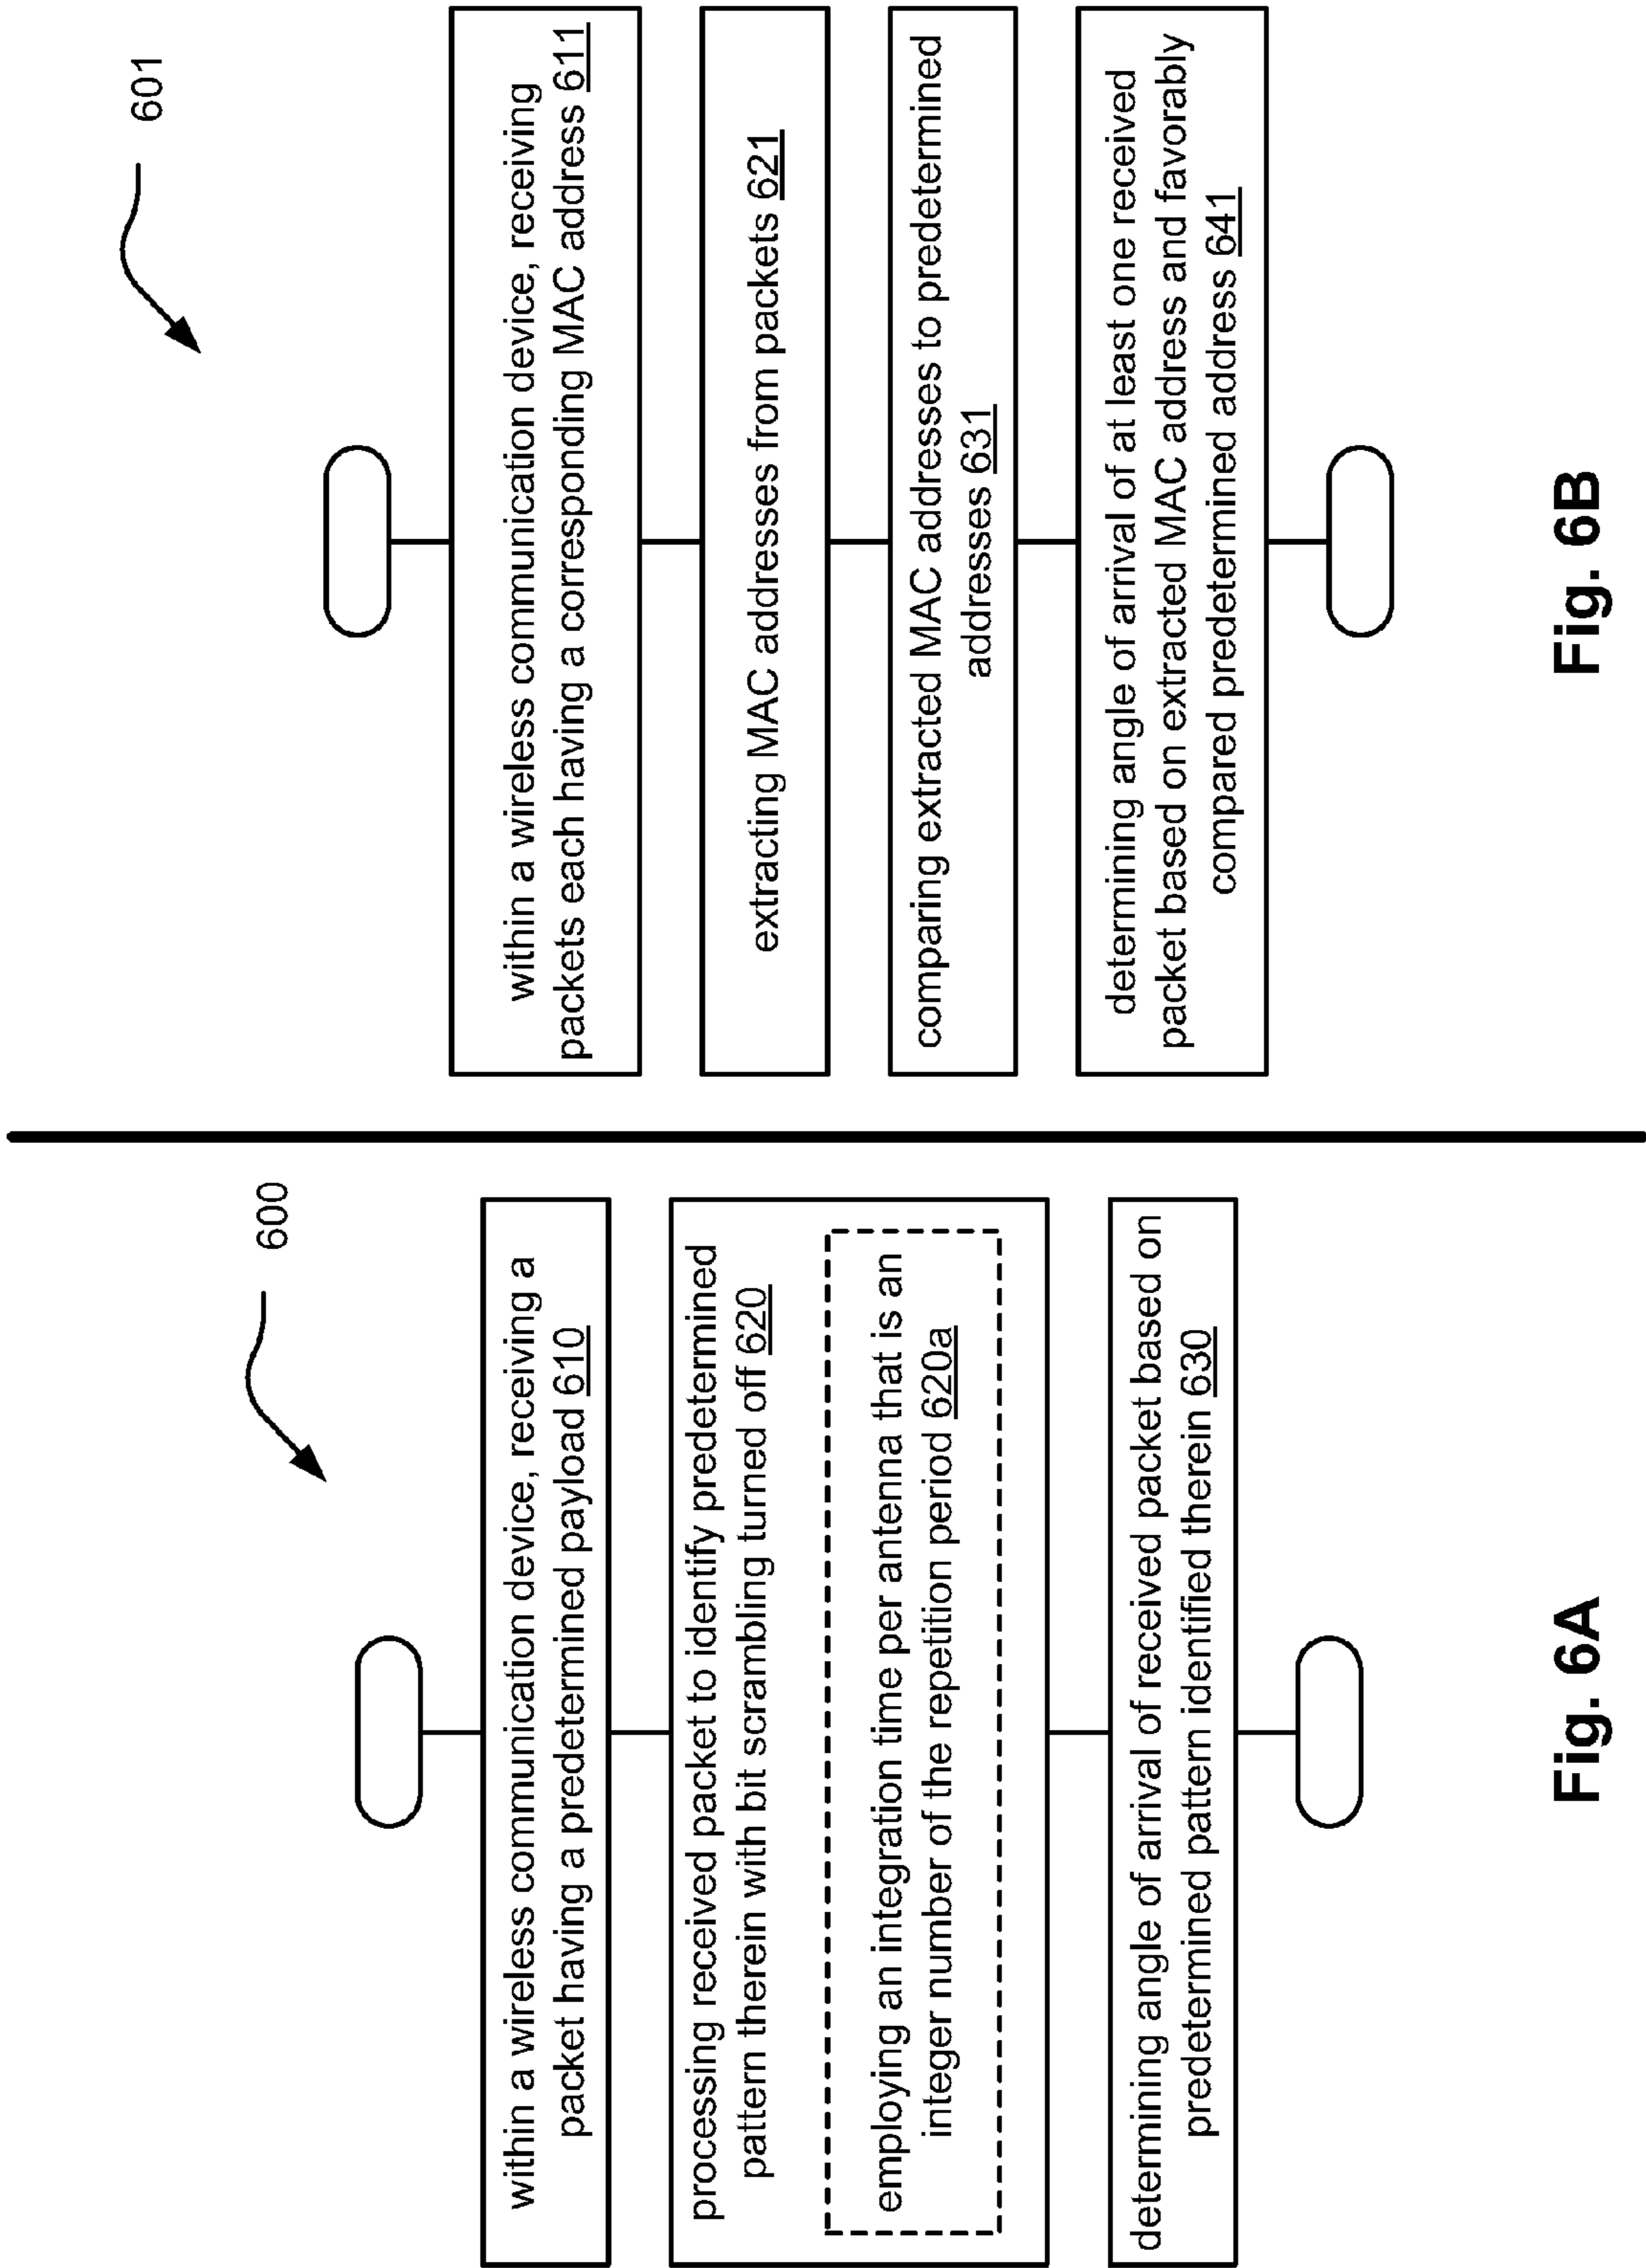 600
within a wireless communication device, receiving a
packet having a predetermined payload 610
processing received packet to identify predetermined
pattern therein with bit scrambling turned off 620
employing an integration time per antenna that is an
integer number of the repetition period 620a
determining angle of arrival of received packet based on
predetermined pattern identified therein 630
Fig. 6A
601
within a wireless communication device, receiving
packets each having a corresponding MAC address 611
extracting MAC addresses from packets 621
comparing extracted MAC addresses to predetermined
addresses 631
determining angle of arrival of at least one received
packet based on extracted MAC address and favorably
compared predetermined address 641
Fig. 6B